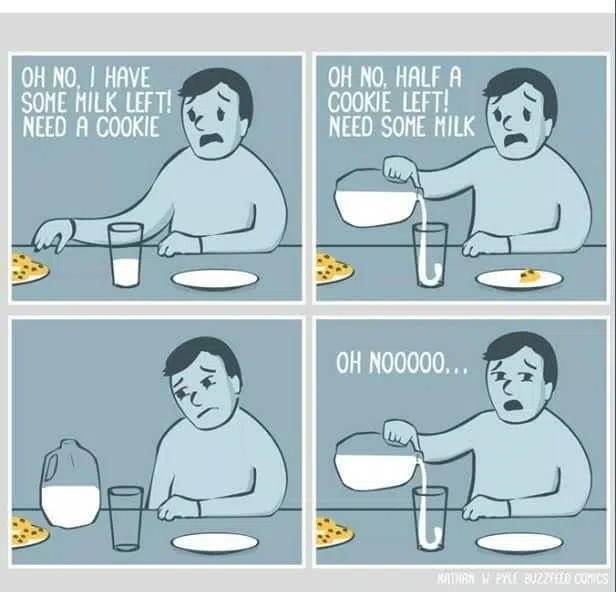 OH NO, I HAVE
SOME MILK LEFT!
NEED A COOKIE
OH NO, HALF A
COOKIE LEFT!
NEED SOME MILK
OH NOOOOO...
NATHAN W PYLE BUZZFEED COMICS